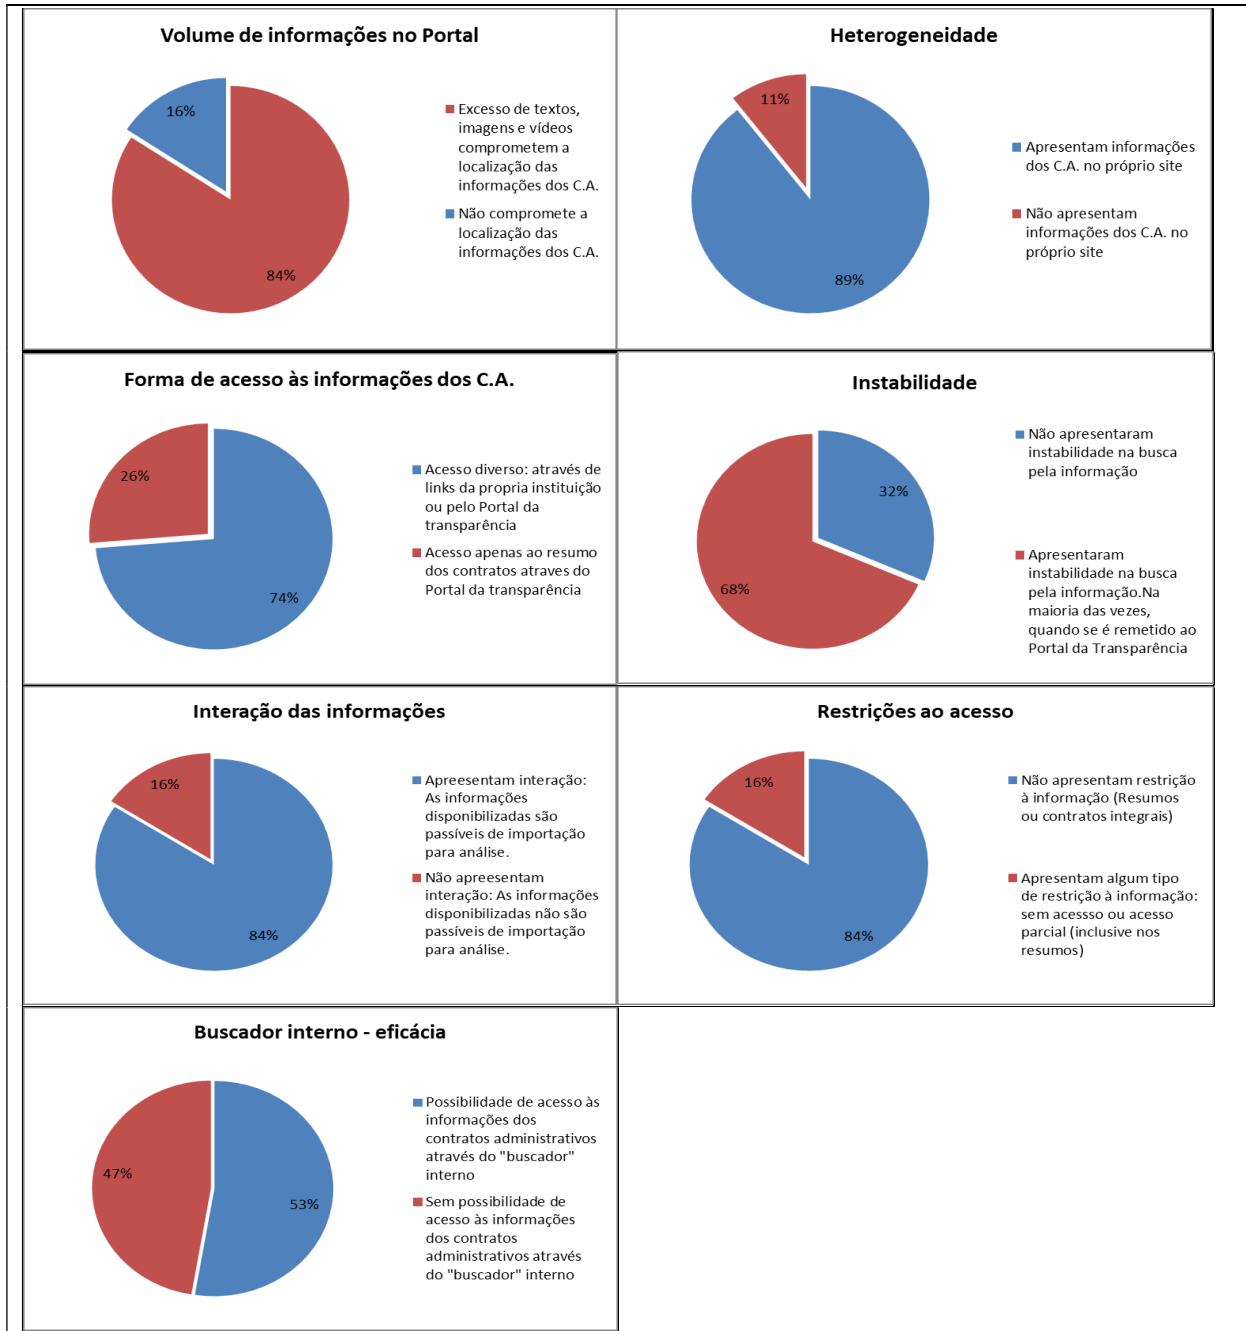 Volume de informações no Portal
16%
84%
Excesso de textos,
imagens e vídeos
comprometem a
localização das
informações dos C.A.
Não compromete a
localização das
informações dos C.A.
Heterogeneidade
11%
89%
Apresentam informações
dos C.A. no próprio site
Não apresentam
informações dos C.A. no
próprio site
Forma de acesso às informações dos C.A.
26%
74%
Acesso diverso: através de
links da propria instituição
ou pelo Portal da
transparência
Acesso apenas ao resumo
dos contratos atraves do
Portal da transparência
Instabilidade
32%
68%
Não apresentaram
instabilidade na busca
pela informação
Apresentaram
instabilidade na busca
pela informação.Na
maioria das vezes,
quando se é remetido ao
Portal da Transparência
Interação das informações
16%
84%
Apreesentam interação:
As informações
disponibilizadas são
passíveis de importação
para análise.
Não apreesentam
interação: As informações
disponibilizadas não são
passíveis de importação
para análise.
Restrições ao acesso
16%
84%
Não apresentam restrição
à informação (Resumos
ou contratos integrais)
Apresentam algum tipo
de restrição à informação:
sem acessso ou acesso
parcial (inclusive nos
resumos)
Buscador interno - eficácia
47%
53%
Possibilidade de acesso às
informações dos
contratos administrativos
através do "buscador"
interno
Sem possibilidade de
acesso às informações
dos contratos
administrativos através
do "buscador" interno